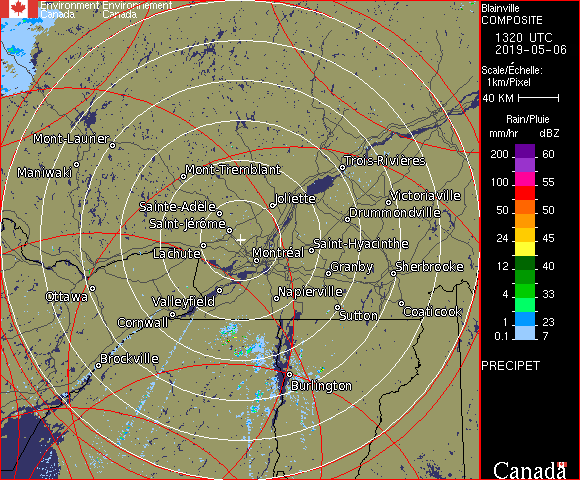 Environment Environnement
Canada Canada
Blainville
COMPOSITE
1320 UTC
2019-05-06
Scale/Échelle:
1km/Pixel
40 KM
Rain/Pluie
mm/hr dBZ
200 60
100 55
50 50
24 45
12 40
4 33
1 23
0.1 7
PRECIPET
Canada
Mont-Laurier
Maniwaki
Mont-Tremblant
Trois-Rivières
Joliette
Victoriaville
Sainte-Adèle
Drummondville
Saint-Jérôme
Saint-Hyacinthe
Lachute
Montréal
Granby
Sherbrooke
Ottawa
Valleyfield
Napierville
Coaticook
Cornwall
Sutton
Brockville
Burlington